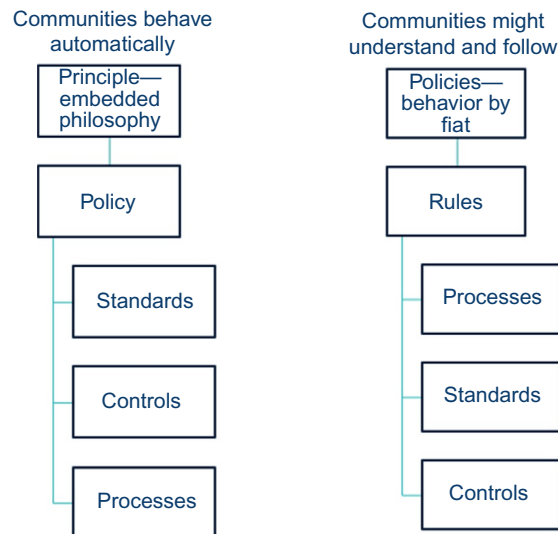 Communities behave
automatically
Principle—
embedded
philosophy
Policy
Standards
Controls
Processes
Communities might
understand and follow
Policies—
behavior by
fiat
Rules
Processes
Standards
Controls